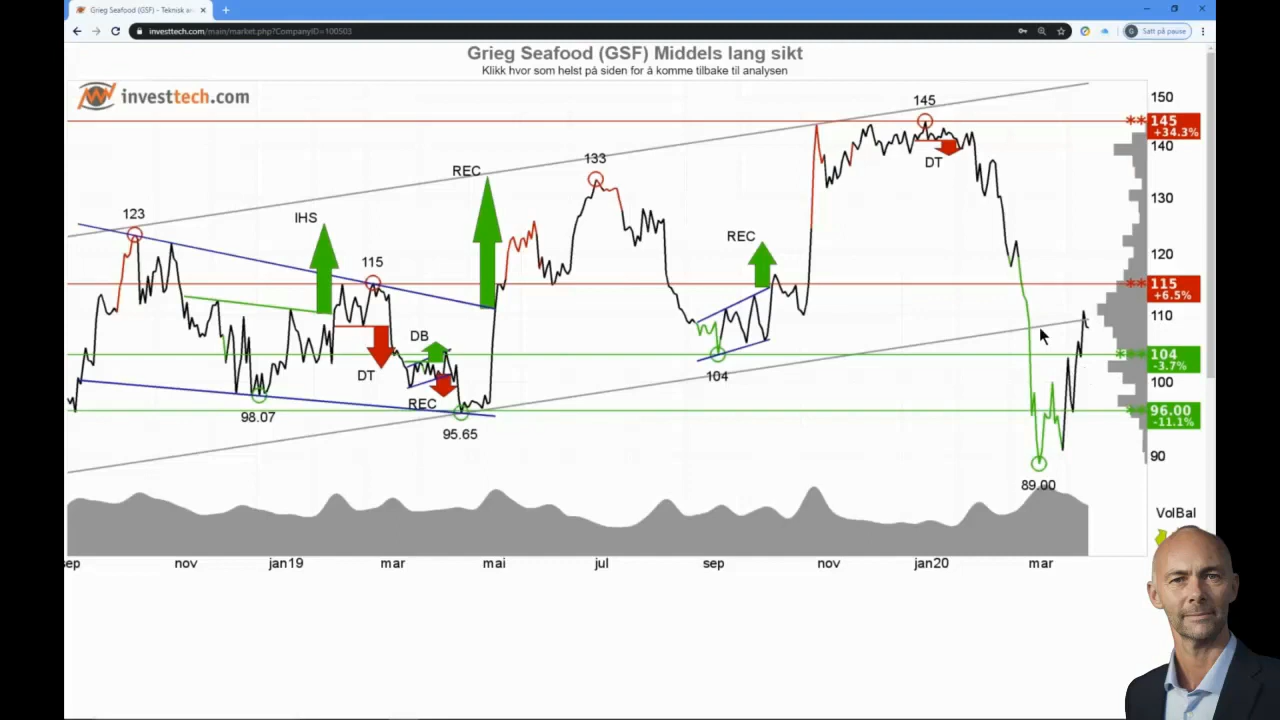 Grieg Seafood (GSF) - Teknisk an
investtech.com/main/market.php?CompanyID=100503
G Satt på pause
Grieg Seafood (GSF) Middels lang sikt
Klikk hvor som helst på siden for å komme tilbake til analysen
investtech.com
150
145
** 145
+34.3%
140
DT
133
REC
130
123
IHS
REC
120
115
** 115
+6.5%
110
DB
*** 104
-3.7%
DT
104
100
REC
98.07
** 96.00
-11.1%
95.65
90
89.00
VolBal
sep
nov
jan19
mar
mai
jul
sep
nov
jan20
mar